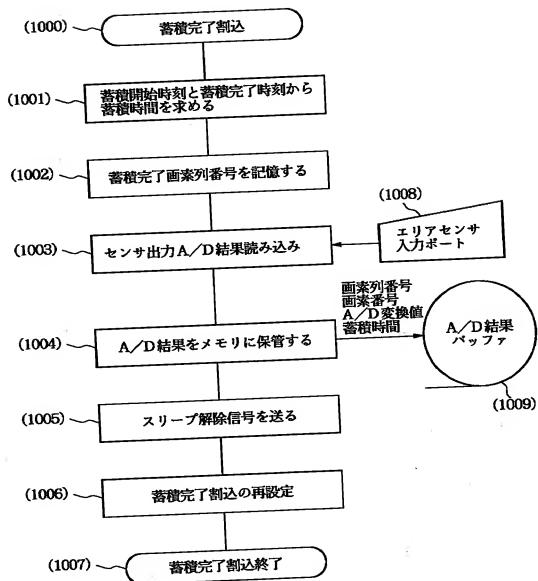 (1000)
蓄積完了割込
(1001)
蓄積開始時刻と蓄積完了時刻から
蓄積時間を求める
(1002)
蓄積完了画素列番号を記憶する
(1008)
エリアセンサ
入力ポート
(1003)
センサ出力A/D結果読み込み
画素列番号
画素番号
A/D変換値
蓄積時間
A/D結果
バッファ
(1009)
(1004)
A/D結果をメモリに保管する
(1005)
スリープ解除信号を送る
(1006)
蓄積完了割込の再設定
(1007)
蓄積完了割込終了